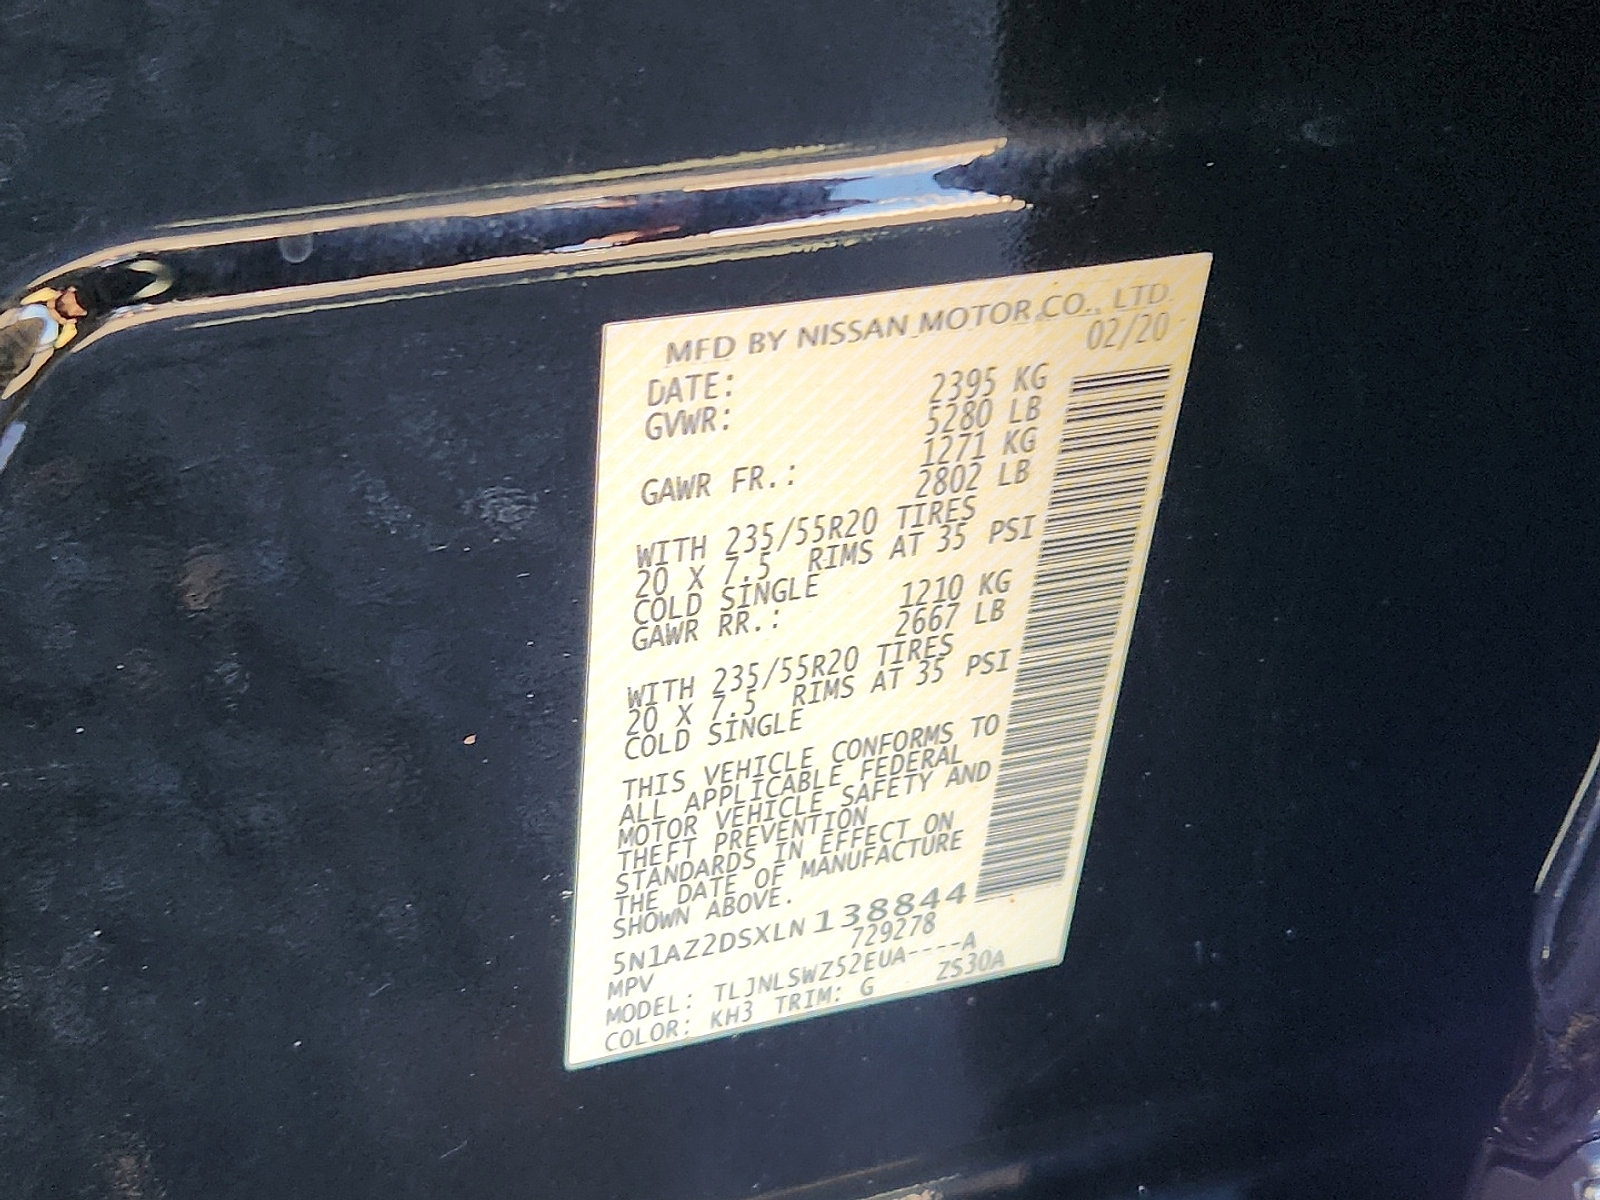 MFD BY NISSAN MOTOR CO., LTD.
DATE: 02/20
GVWR: 2395 KG
5280 LB
GAWR FR.: 1271 KG
2802 LB
WITH 235/55R20 TIRES
20 X 7.5 RIMS AT 35 PSI
COLD SINGLE
GAWR RR.: 1210 KG
2667 LB
WITH 235/55R20 TIRES
20 X 7.5 RIMS AT 35 PSI
COLD SINGLE
THIS VEHICLE CONFORMS TO
ALL APPLICABLE FEDERAL
MOTOR VEHICLE SAFETY AND
THEFT PREVENTION
STANDARDS IN EFFECT ON
THE DATE OF MANUFACTURE
SHOWN ABOVE.
5N1AZ2DSXLN138844
MPV 729278
MODEL: TLJNLSWZ52EUA----A
COLOR: KH3 TRIM: G ZS30A